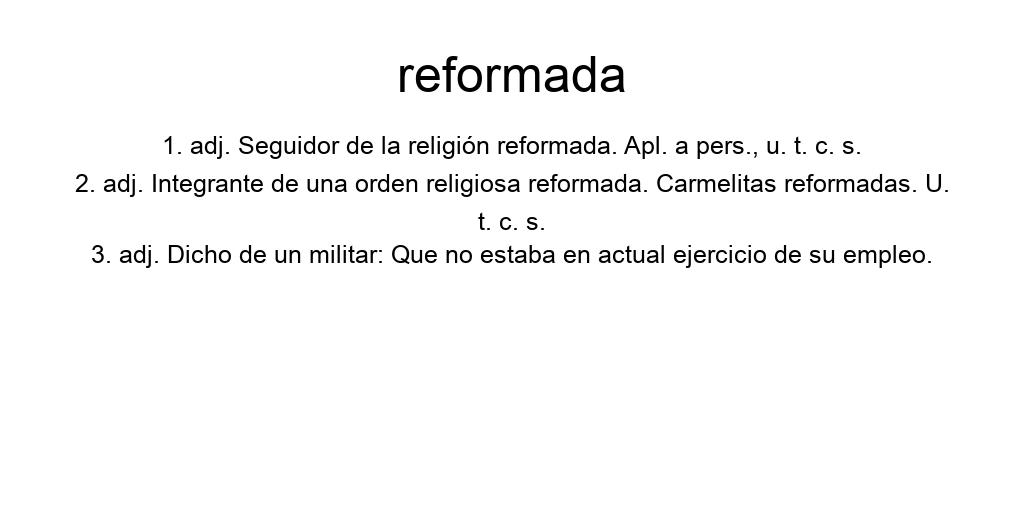 reformada
1. adj. Seguidor de la religión reformada. Apl. a pers., u. t. c. s.
2. adj. Integrante de una orden religiosa reformada. Carmelitas reformadas. U.
t. c. s.
3. adj. Dicho de un militar: Que no estaba en actual ejercicio de su empleo.